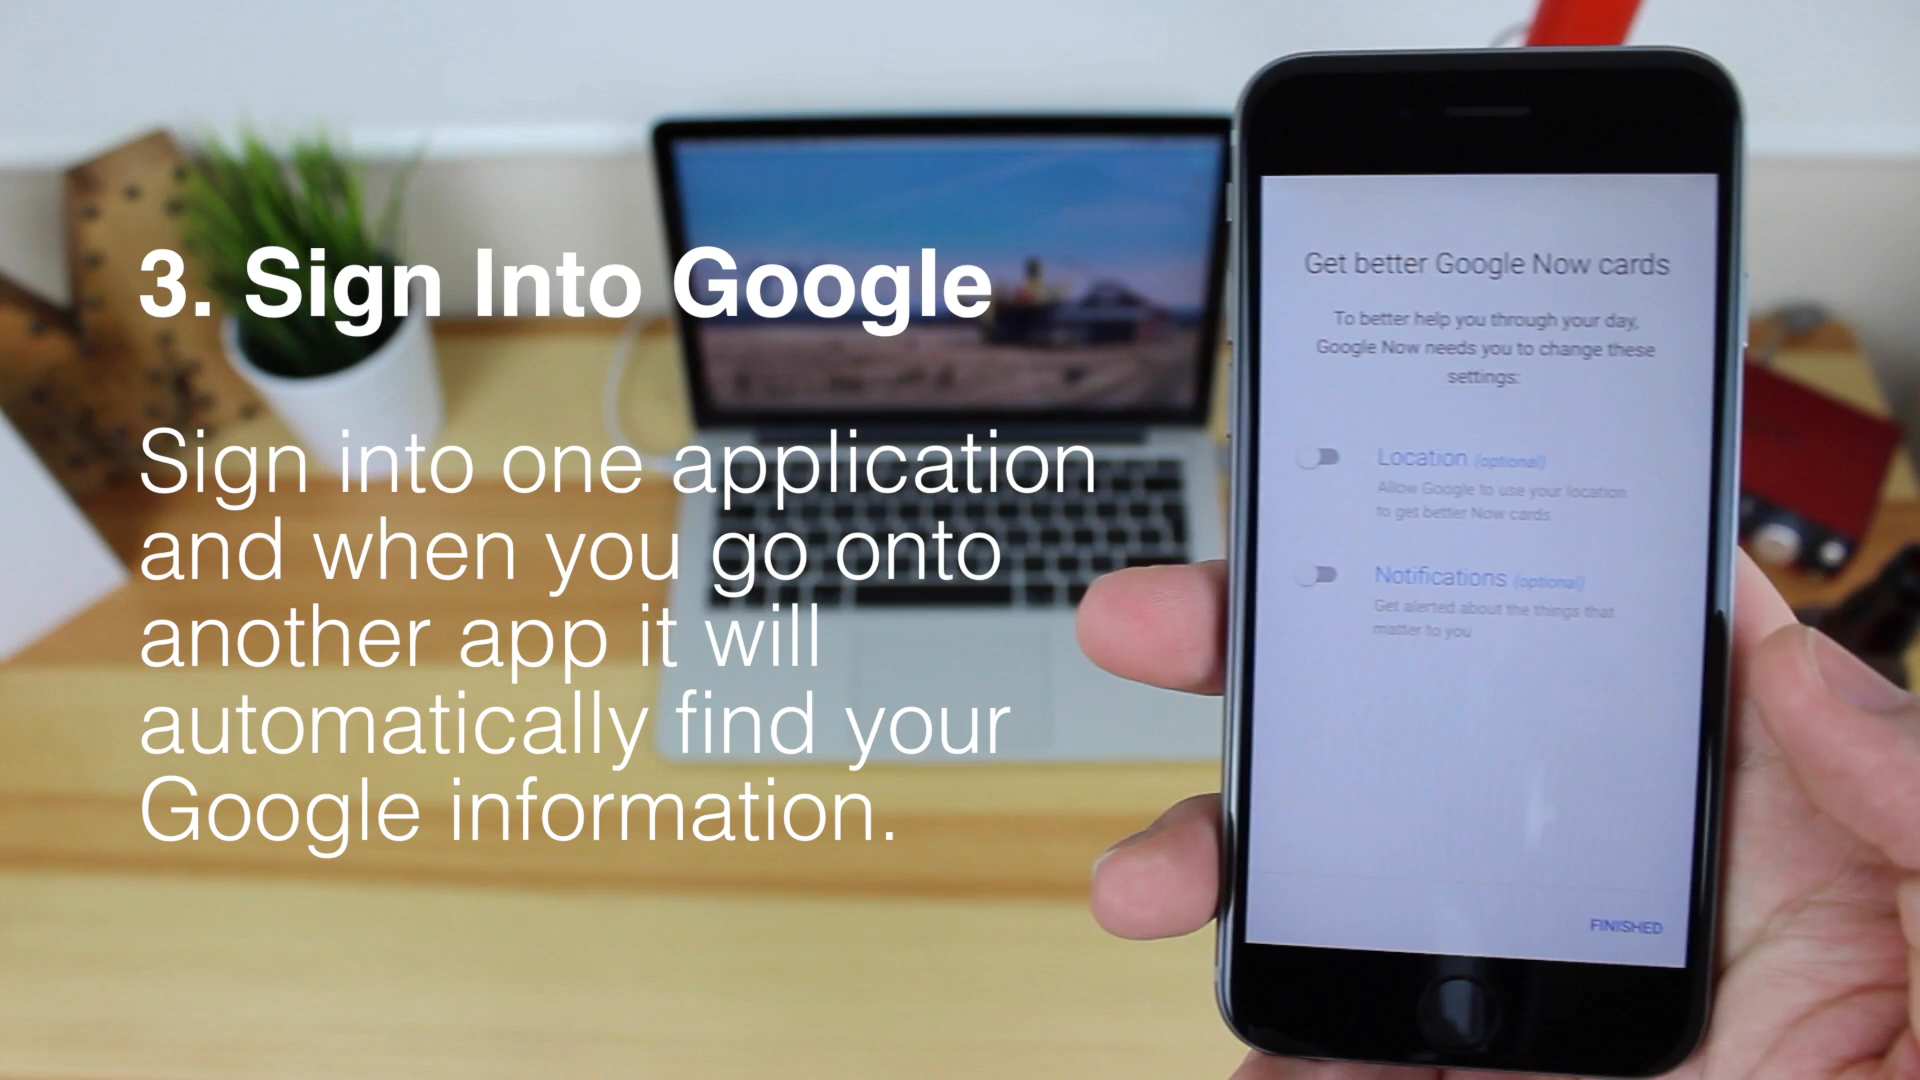 3. Sign Into Google
Sign into one application
and when you go onto
another app it will
automatically find your
Google information.
Get better Google Now cards
To better help you through your day,
Google Now needs you to change these
settings:
Location (optional)
Allow Google to use your location
to get better Now cards
Notifications (optional)
Get alerted about the things that
matter to you
FINISHED